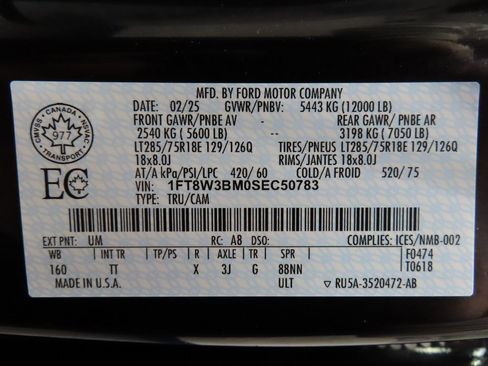 MFD. BY FORD MOTOR COMPANY
DATE: 02/25 GVWR/PNBV: 5443 KG (12000 LB)
FRONT GAWR/PNBE AV - REAR GAWR/PNBE AR
2540 KG ( 5600 LB) -- 3198 KG ( 7050 LB)
LT285/75R18E 129/126Q TIRES/PNEUS LT285/75R18E 129/126Q
18x8.0J RIMS/JANTES 18x8.0J
AT/A kPa/PSI/LPC 420/ 60 COLD/A FROID 520/ 75
VIN: 1FT8W3BM0SEC50783
TYPE: TRU/CAM
CANADA
CMVSS NSVAC
977
TRANSPORT
EC
EXT PNT: UM RC: A8 DSO: COMPLIES: ICES/NMB-002
WB INT TR TP/PS R AXLE TR SPR F0474
160 TT X 3J G 88NN T0618
MADE IN U.S.A. ULT ▽ RU5A-3520472-AB